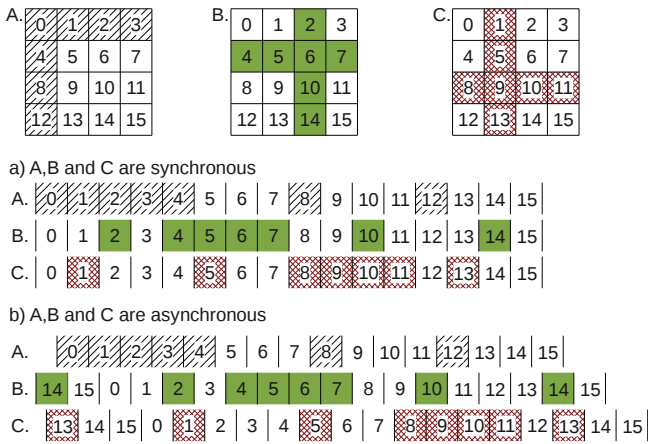 A. 0 1 2 3 B. 0 1 2 3 C. 0 1 2 3
4 5 6 7 4 5 6 7 4 5 6 7
8 9 10 11 8 9 10 11 8 9 10 11
12 13 14 15 12 13 14 15 12 13 14 15
a) A,B and C are synchronous
A. 0 1 2 3 4 5 6 7 8 9 10 11 12 13 14 15
B. 0 1 2 3 4 5 6 7 8 9 10 11 12 13 14 15
C. 0 1 2 3 4 5 6 7 8 9 10 11 12 13 14 15
b) A,B and C are asynchronous
A. 0 1 2 3 4 5 6 7 8 9 10 11 12 13 14 15
B. 14 15 0 1 2 3 4 5 6 7 8 9 10 11 12 13 14 15
C. 13 14 15 0 1 2 3 4 5 6 7 8 9 10 11 12 13 14 15